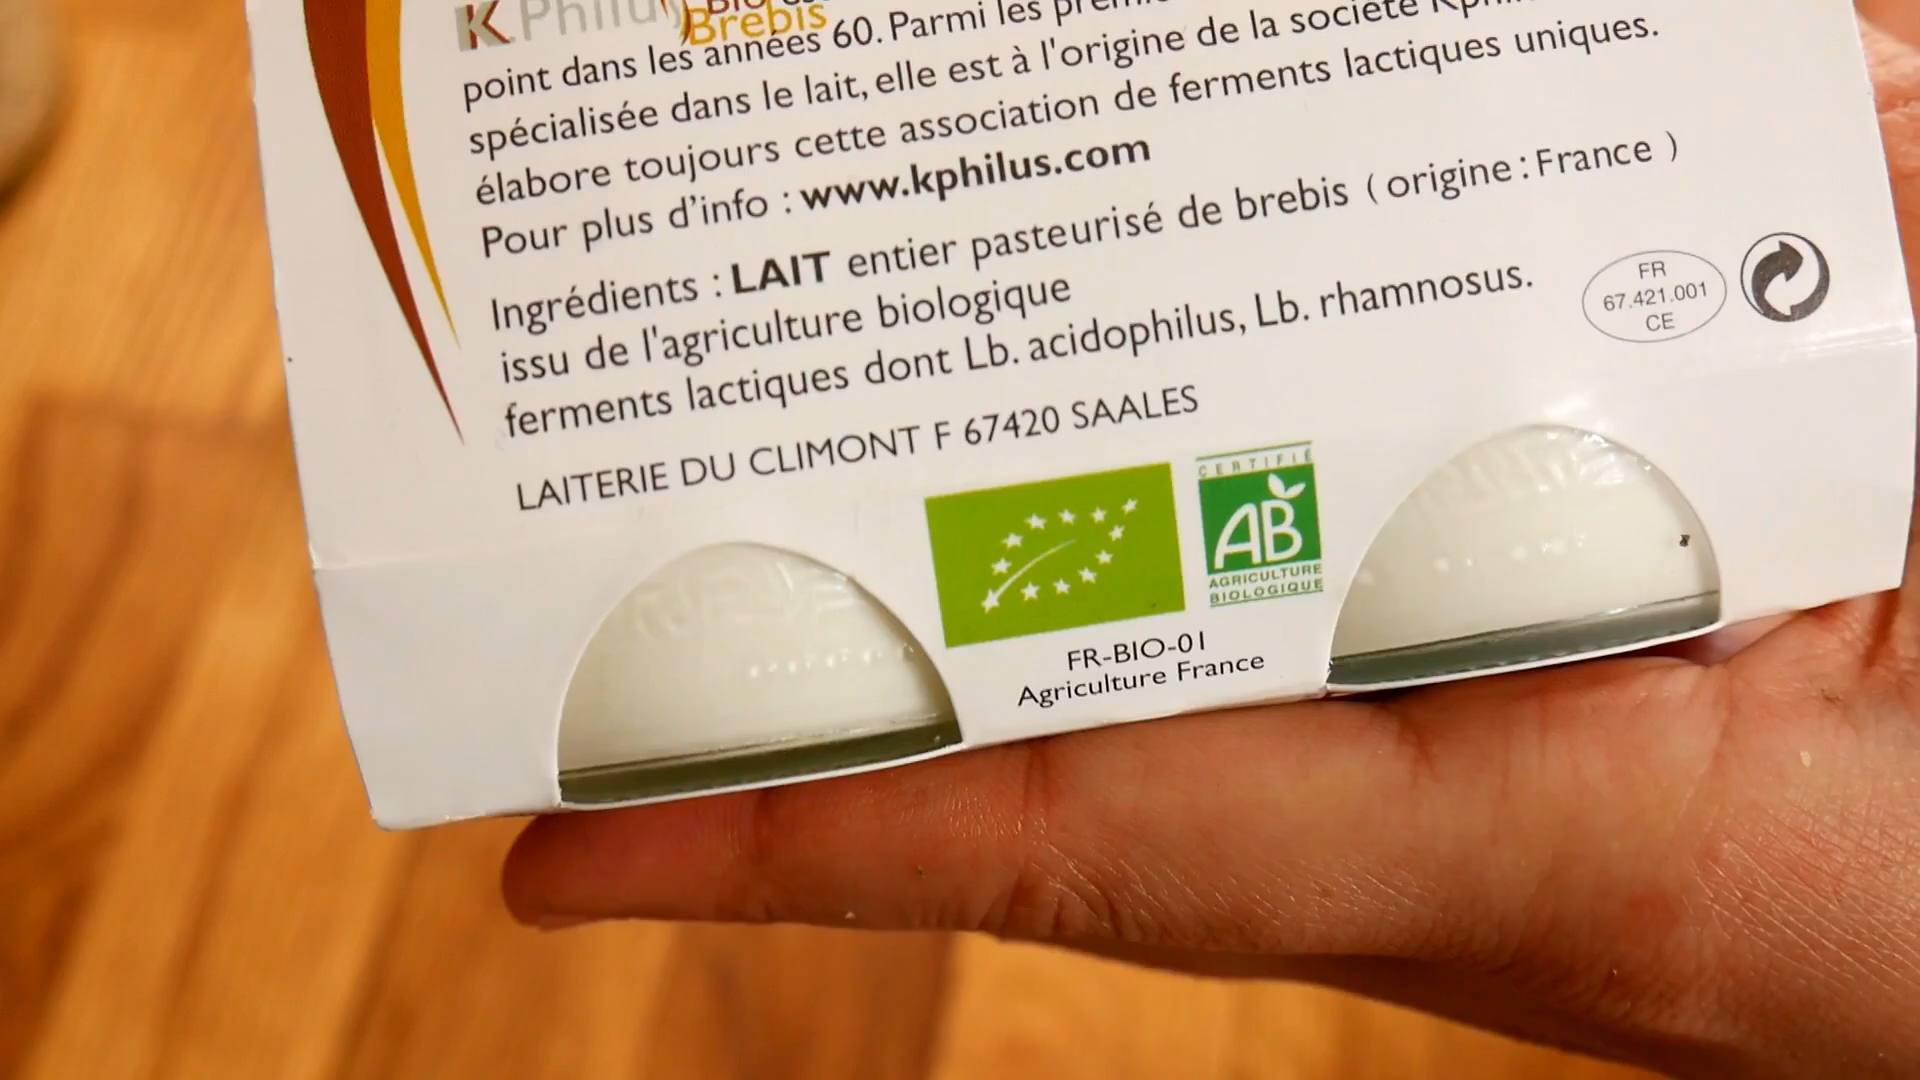 K Philus Bio
Brebis
point dans les années 60. Parmi les
spécialisée dans le lait, elle est à l'origine de la société
élabore toujours cette association de ferments lactiques uniques.
Pour plus d'info : www.kphilus.com
Ingrédients : LAIT entier pasteurisé de brebis ( origine : France )
issu de l'agriculture biologique
ferments lactiques dont Lb. acidophilus, Lb. rhamnosus.
FR
67.421.001
CE
LAITERIE DU CLIMONT F 67420 SAALES
CERTIFIÉ
AB
AGRICULTURE
BIOLOGIQUE
FR-BIO-01
Agriculture France